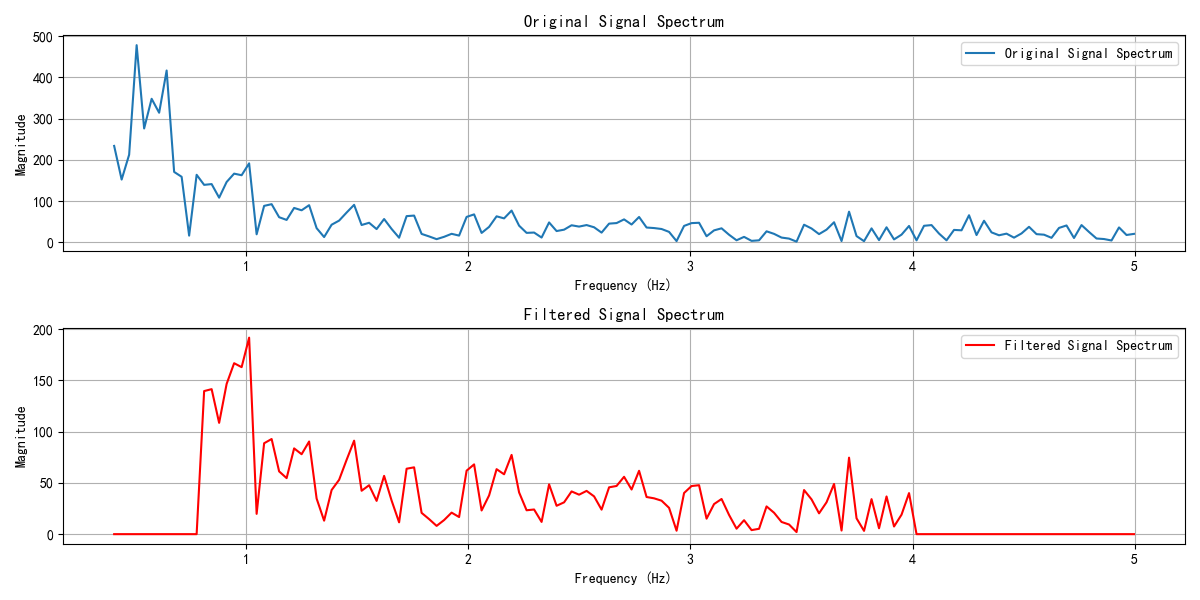 Original Signal Spectrum
500
400
300
200
100
0
Magnitude
Original Signal Spectrum
1 2 3 4 5
Frequency (Hz)
Filtered Signal Spectrum
200
150
100
50
0
Magnitude
Filtered Signal Spectrum
1 2 3 4 5
Frequency (Hz)